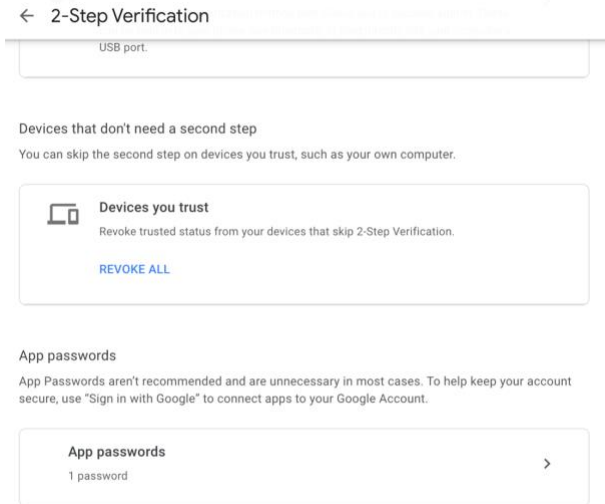 2-Step Verification
USB port.
Devices that don't need a second step
You can skip the second step on devices you trust, such as your own computer.
Devices you trust
Revoke trusted status from your devices that skip 2-Step Verification.
REVOKE ALL
App passwords
App Passwords aren't recommended and are unnecessary in most cases. To help keep your account
secure, use “Sign in with Google” to connect apps to your Google Account.
App passwords
1 password